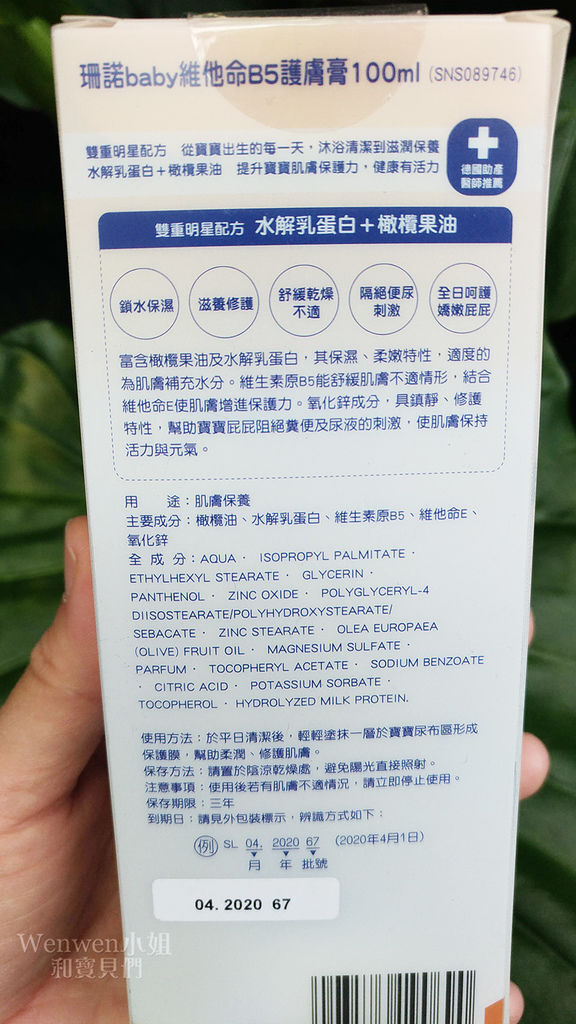 珊諾baby維他命B5護膚膏100ml (SNS089746)
雙重明星配方 從寶寶出生的每一天，沐浴清潔到滋潤保養
水解乳蛋白＋橄欖果油 提升寶寶肌膚保護力，健康有活力
德國助產
醫師推薦
雙重明星配方 水解乳蛋白＋橄欖果油
鎖水保濕
滋養修護
舒緩乾燥
不適
隔絕便尿
刺激
全日呵護
嬌嫩屁屁
富含橄欖果油及水解乳蛋白，其保濕、柔嫩特性，適度的
為肌膚補充水分。維生素原B5能舒緩肌膚不適情形，結合
維他命E使肌膚增進保護力。氧化鋅成分，具鎮靜、修護
特性，幫助寶寶屁屁阻絕糞便及尿液的刺激，使肌膚保持
活力與元氣。
用 途：肌膚保養
主要成分：橄欖油、水解乳蛋白、維生素原B5、維他命E、
氧化鋅
全 成 分：AQUA · ISOPROPYL PALMITATE ·
ETHYLHEXYL STEARATE · GLYCERIN ·
PANTHENOL · ZINC OXIDE · POLYGLYCERYL-4
DIISOSTEARATE/POLYHYDROXYSTEARATE/
SEBACATE · ZINC STEARATE · OLEA EUROPAEA
(OLIVE) FRUIT OIL · MAGNESIUM SULFATE ·
PARFUM · TOCOPHERYL ACETATE · SODIUM BENZOATE
· CITRIC ACID · POTASSIUM SORBATE ·
TOCOPHEROL · HYDROLYZED MILK PROTEIN.
使用方法：於平日清潔後，輕輕塗抹一層於寶寶尿布區形成
保護膜，幫助柔潤、修護肌膚。
保存方法：請置於陰涼乾燥處，避免陽光直接照射。
注意事項：使用後若有肌膚不適情況，請立即停止使用。
保存期限：三年
到期日：請見外包裝標示，辨識方式如下：
例 SL 04. 2020 67 (2020年4月1日)
月 年 批號
04. 2020 67
Wenwen小姐
和寶貝們